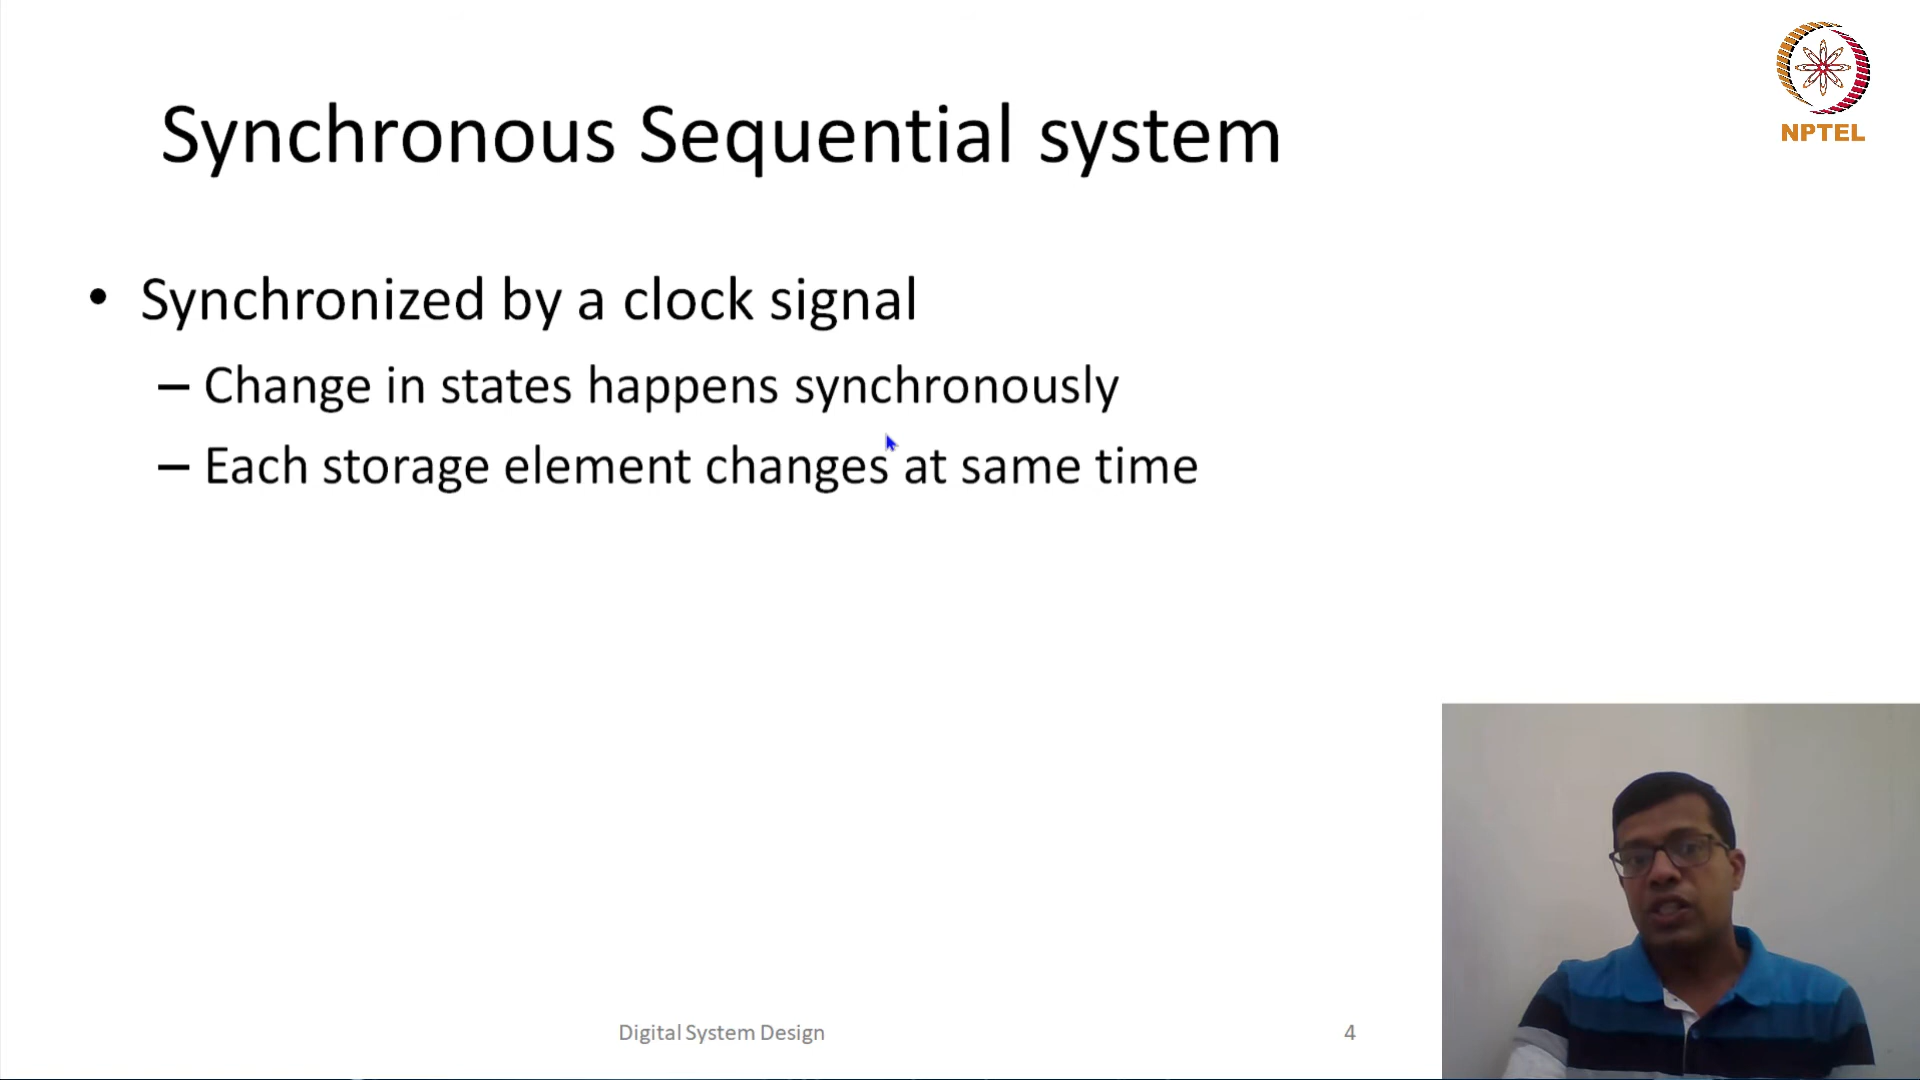 Synchronous Sequential system
NPTEL
• Synchronized by a clock signal
– Change in states happens synchronously
– Each storage element changes at same time
Digital System Design
4